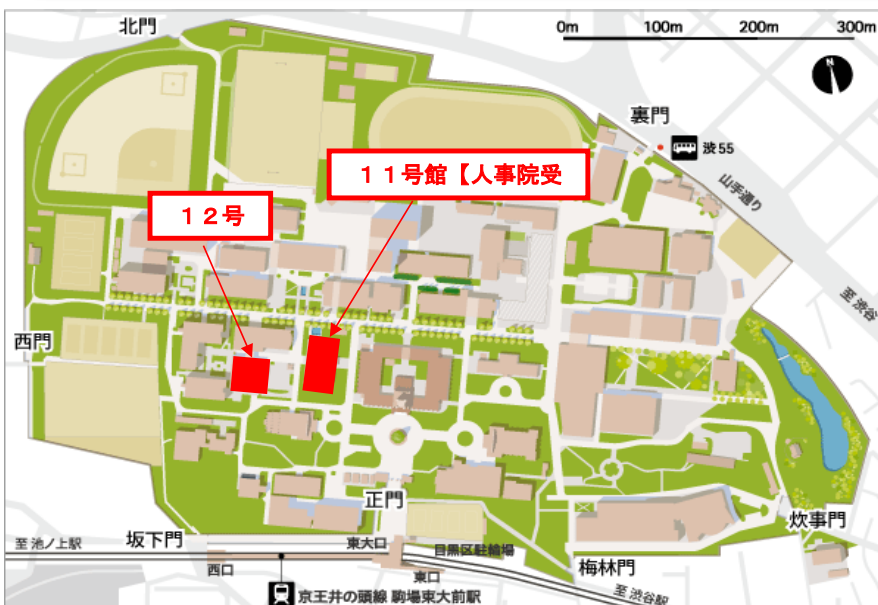 北門
0m 100m 200m 300m
N
裏門
渋55
11号館【人事院受
12号
山手通り
至 渋谷
西門
正門
炊事門
坂下門
東大口
目黒区駐輪場
至 池ノ上駅
西口
東口
梅林門
至 渋谷駅
京王井の頭線 駒場東大前駅